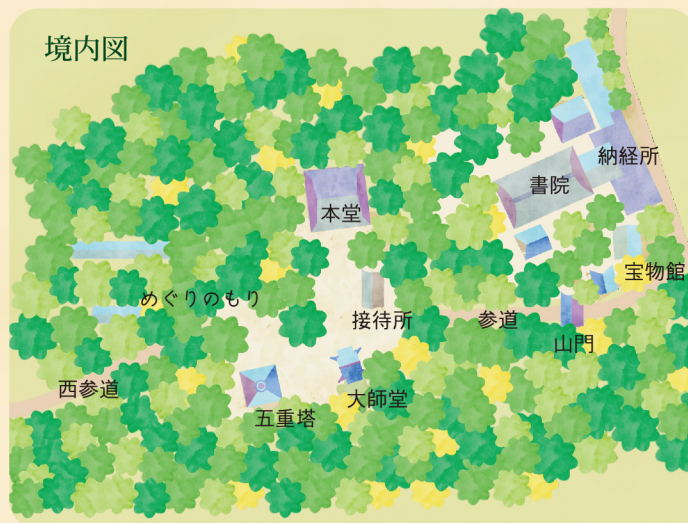 境内図
納経所
書院
本堂
宝物館
めぐりのもり
接待所
参道
山門
西参道
大師堂
五重塔